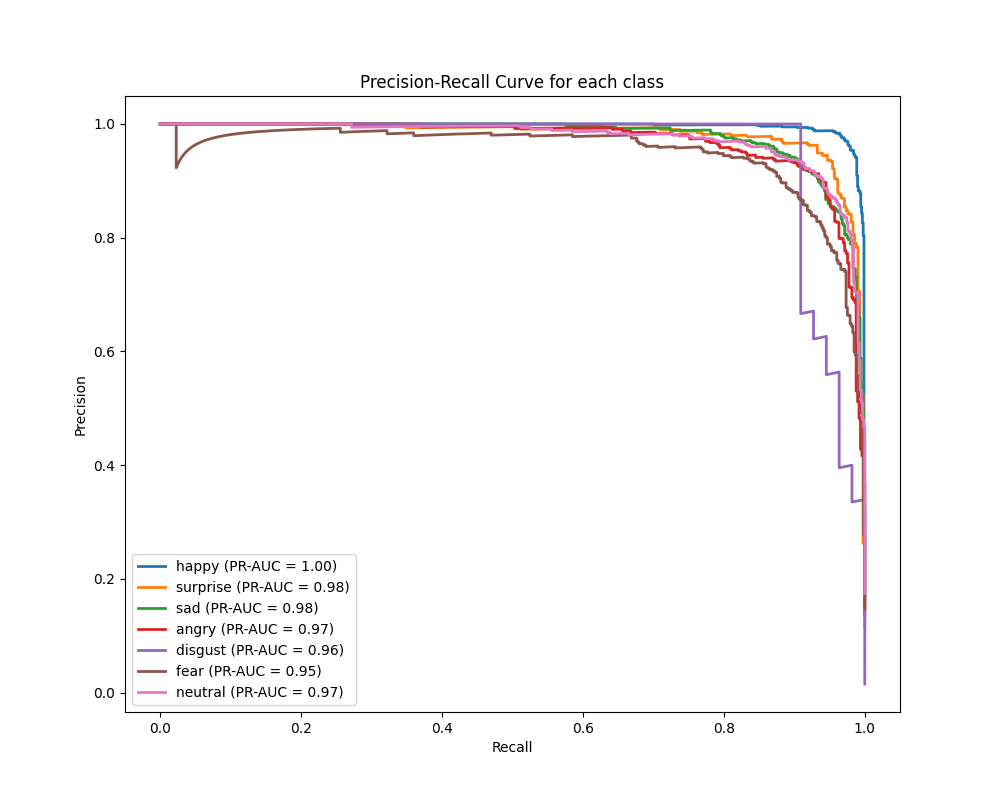 Precision-Recall Curve for each class
Precision
1.0
0.8
0.6
0.4
0.2
0.0
happy (PR-AUC = 1.00)
surprise (PR-AUC = 0.98)
sad (PR-AUC = 0.98)
angry (PR-AUC = 0.97)
disgust (PR-AUC = 0.96)
fear (PR-AUC = 0.95)
neutral (PR-AUC = 0.97)
0.0 0.2 0.4 0.6 0.8 1.0
Recall